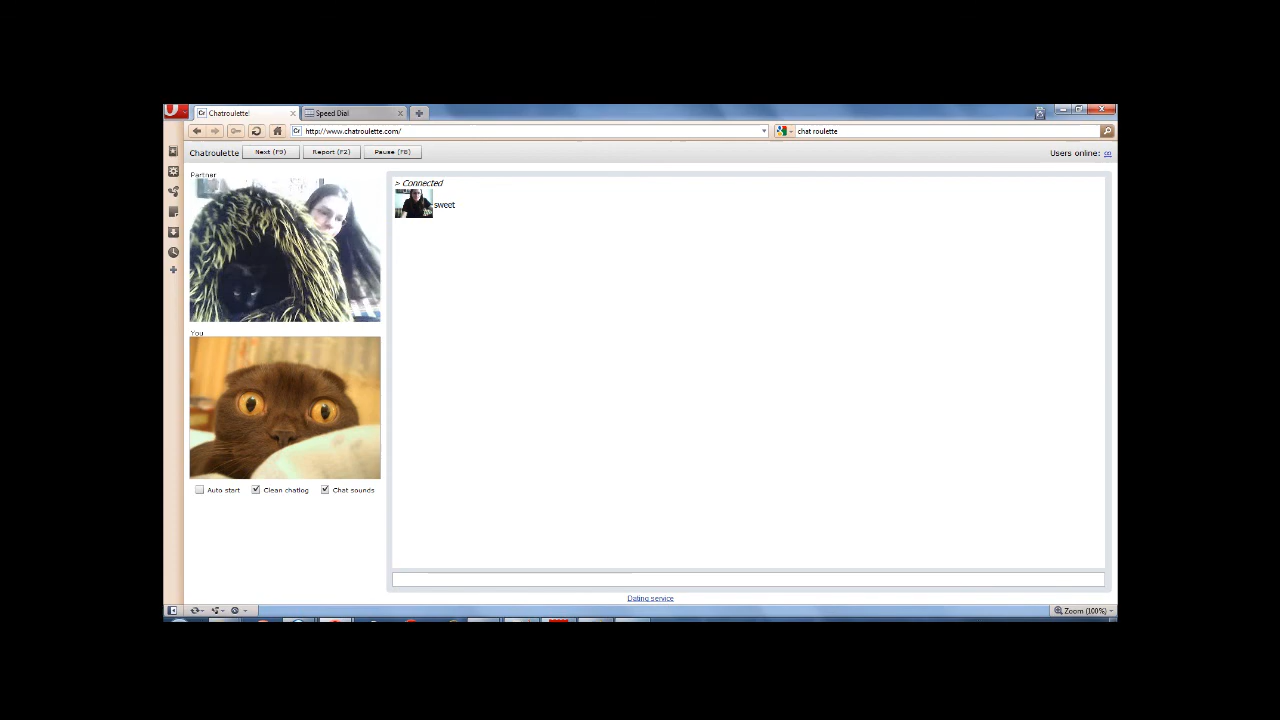 Chatroulette!
Speed Dial
http://www.chatroulette.com/
chat roulette
Chatroulette
Next (F9)
Report (F2)
Pause (F8)
Users online:
Partner
> Connected
sweet
You
Auto start
Clean chatlog
Chat sounds
Dating service
Zoom (100%)